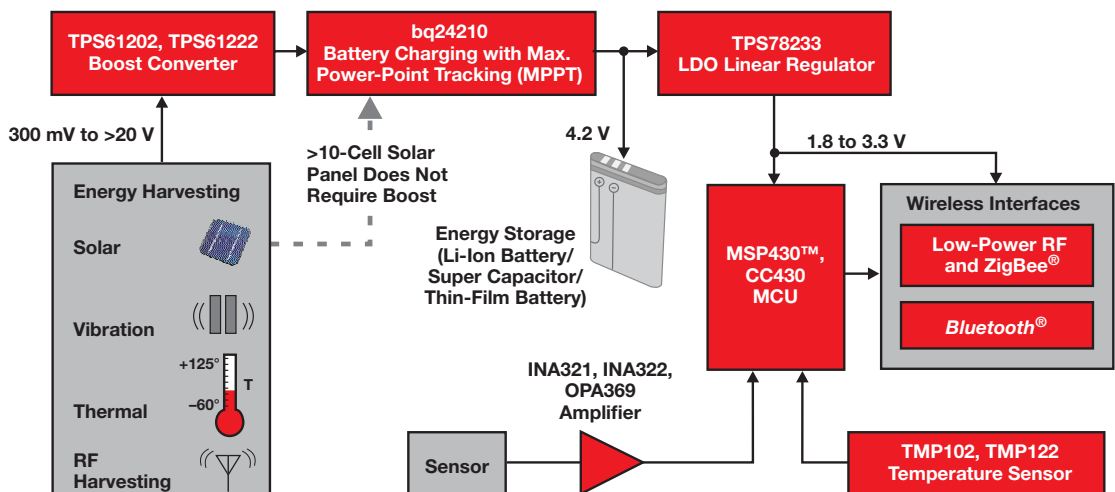 TPS61202, TPS61222
Boost Converter
bq24210
Battery Charging with Max.
Power-Point Tracking (MPPT)
TPS78233
LDO Linear Regulator
300 mV to >20 V
>10-Cell Solar
Panel Does Not
Require Boost
4.2 V
1.8 to 3.3 V
Energy Harvesting
Solar
Vibration
+125°
T
–60°
Thermal
RF
Harvesting
Energy Storage
(Li-Ion Battery/
Super Capacitor/
Thin-Film Battery)
MSP430™,
CC430
MCU
Wireless Interfaces
Low-Power RF
and ZigBee®
Bluetooth®
INA321, INA322,
OPA369
Amplifier
Sensor
TMP102, TMP122
Temperature Sensor